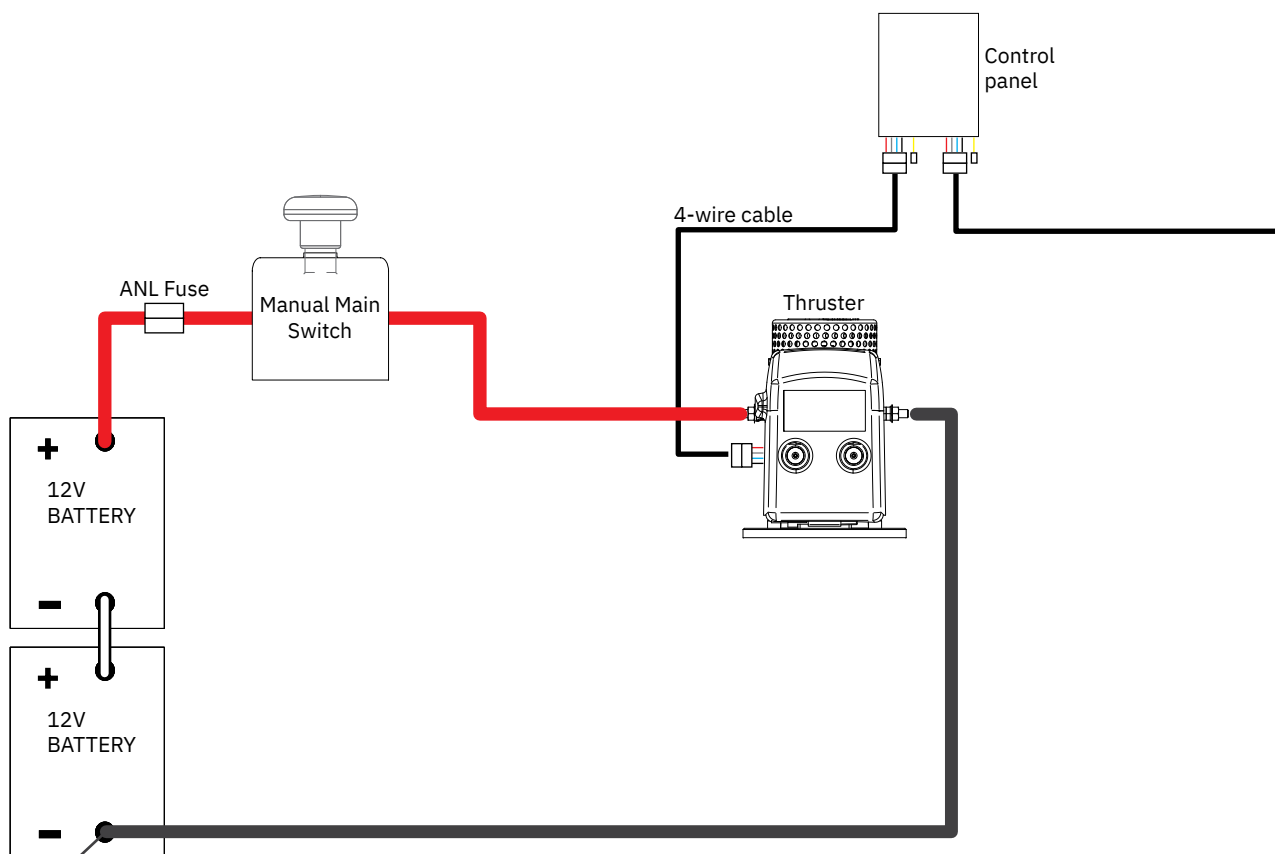 Control
panel
4-wire cable
ANL Fuse
Manual Main
Switch
Thruster
+
12V
BATTERY
-
+
12V
BATTERY
-